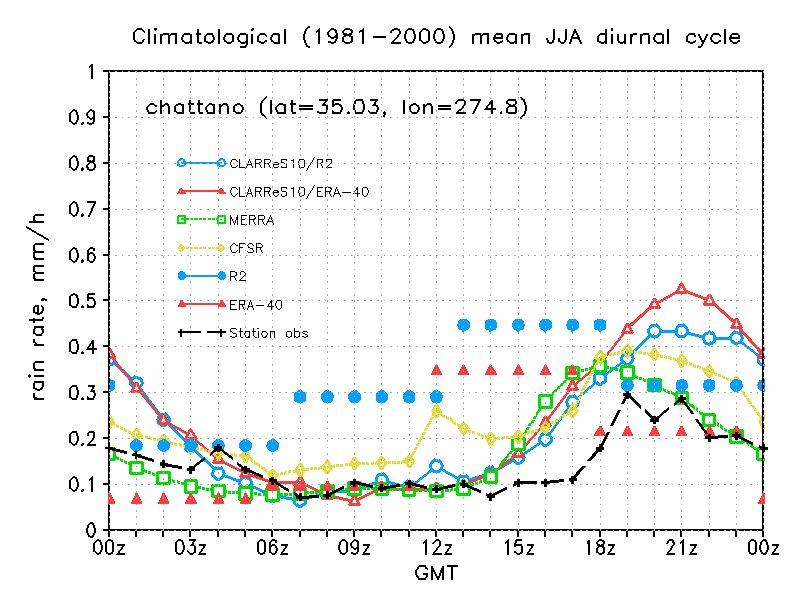 Climatological (1981-2000) mean JJA diurnal cycle
chattano (lat=35.03, lon=274.8)
CLARReS10/R2
CLARReS10/ERA-40
MERRA
CFSR
R2
ERA-40
Station obs
rain rate, mm/h
1
0.9
0.8
0.7
0.6
0.5
0.4
0.3
0.2
0.1
0
00z 03z 06z 09z 12z 15z 18z 21z 00z
GMT